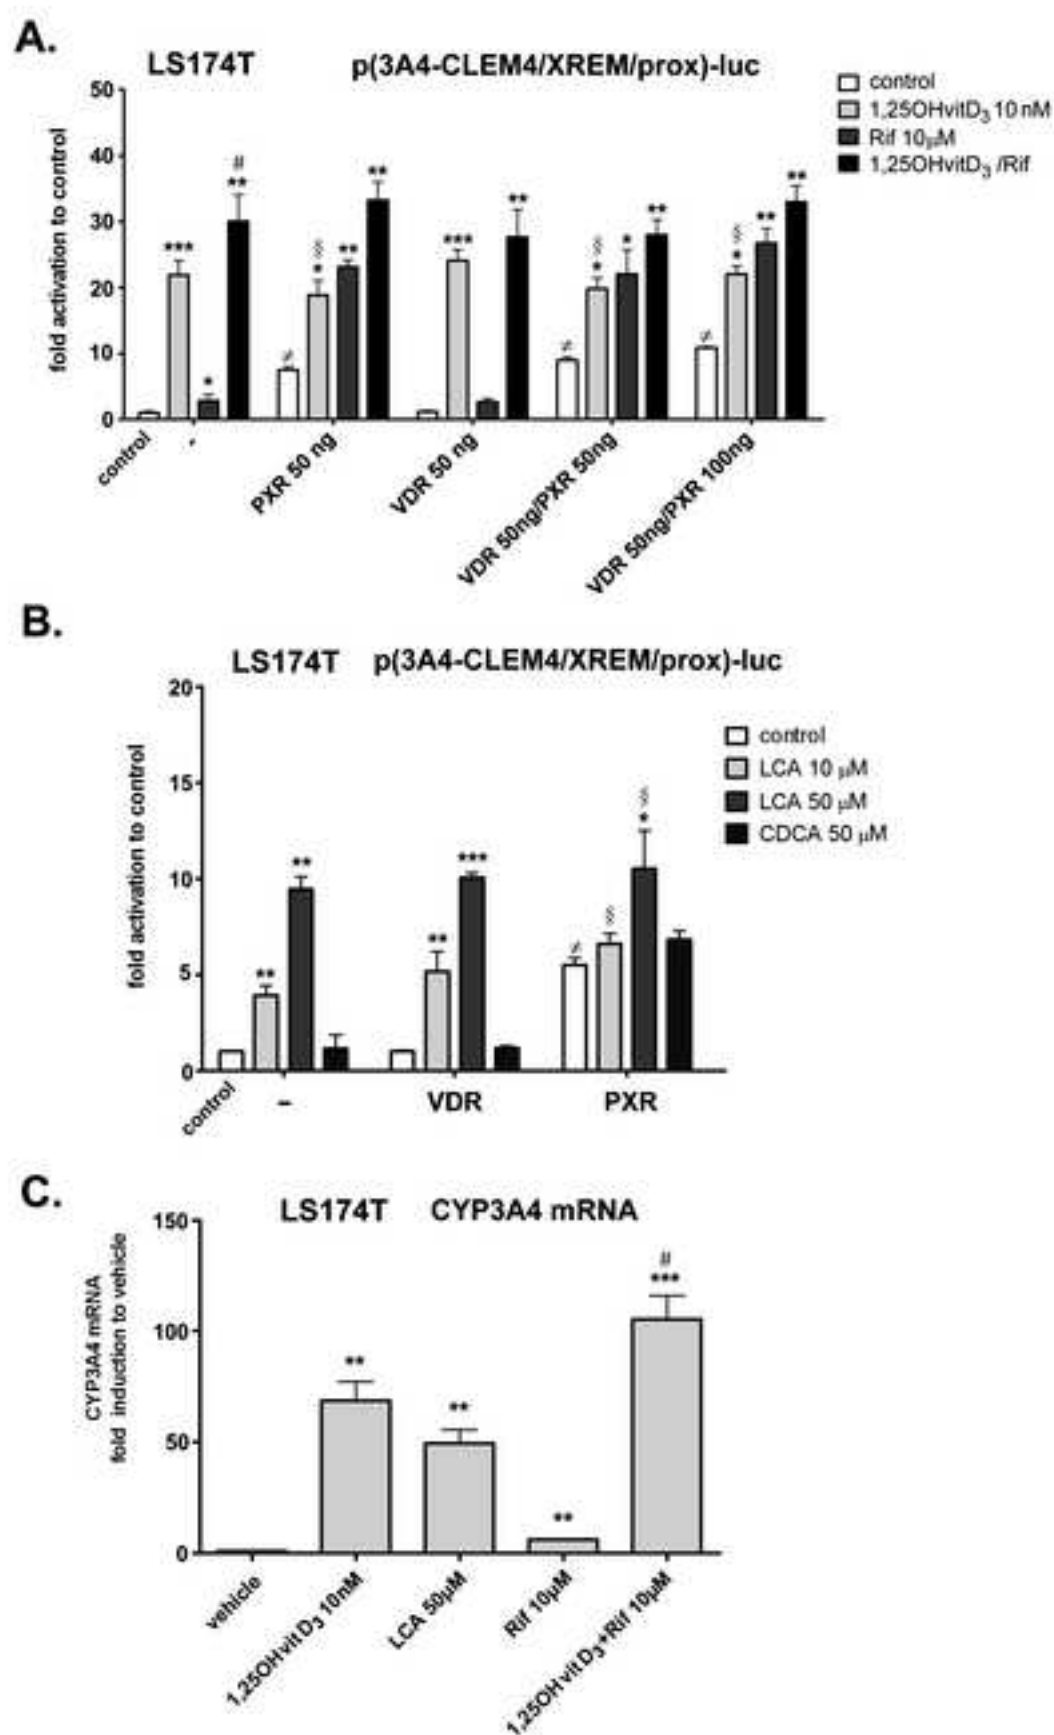 A.
LS174T p(3A4-CLEM4/XREM/prox)-luc
control
1,25OHvitD3 10 nM
Rif 10µM
1,25OHvitD3 /Rif
fold activation to control
50
40
30
20
10
0
*** * ** #
≠ * § ** **
*** **
≠ * § * **
≠ * § ** **
control
-
PXR 50 ng
VDR 50 ng
VDR 50ng/PXR 50ng
VDR 50ng/PXR 100ng
B.
LS174T p(3A4-CLEM4/XREM/prox)-luc
control
LCA 10 µM
LCA 50 µM
CDCA 50 µM
fold activation to control
20
15
10
5
0
** **
** ***
≠ § * §
control
–
VDR
PXR
C.
LS174T CYP3A4 mRNA
CYP3A4 mRNA
fold induction to vehicle
150
100
50
0
** ** ** *** #
vehicle
1,25OHvit D3 10nM
LCA 50µM
Rif 10µM
1,25OHvit D3+Rif 10µM